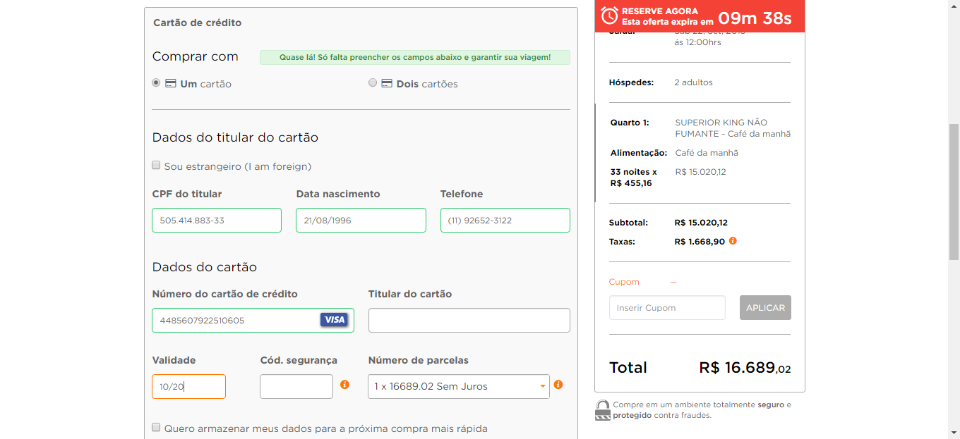 Cartão de crédito
Comprar com
Quase lá! Só falta preencher os campos abaixo e garantir sua viagem!
Um cartão
Dois cartões
Dados do titular do cartão
Sou estrangeiro (I am foreign)
CPF do titular
Data nascimento
Telefone
505.414.883-33
21/08/1996
(11) 92652-3122
Dados do cartão
Número do cartão de crédito
Titular do cartão
4485607922510605
VISA
Validade
Cód. segurança
Número de parcelas
10/20
1 x 16689.02 Sem Juros
Quero armazenar meus dados para a próxima compra mais rápida
RESERVE AGORA
Esta oferta expira em
09m 38s
às 12:00hrs
Hóspedes:
2 adultos
Quarto 1:
SUPERIOR KING NÃO
FUMANTE - Café da manhã
Alimentação:
Café da manhã
33 noites x
R$ 455,16
R$ 15.020,12
Subtotal:
R$ 15.020,12
Taxas:
R$ 1.668,90
Cupom
--
Inserir Cupom
APLICAR
Total
R$ 16.689,02
Compre em um ambiente totalmente seguro e
protegido contra fraudes.